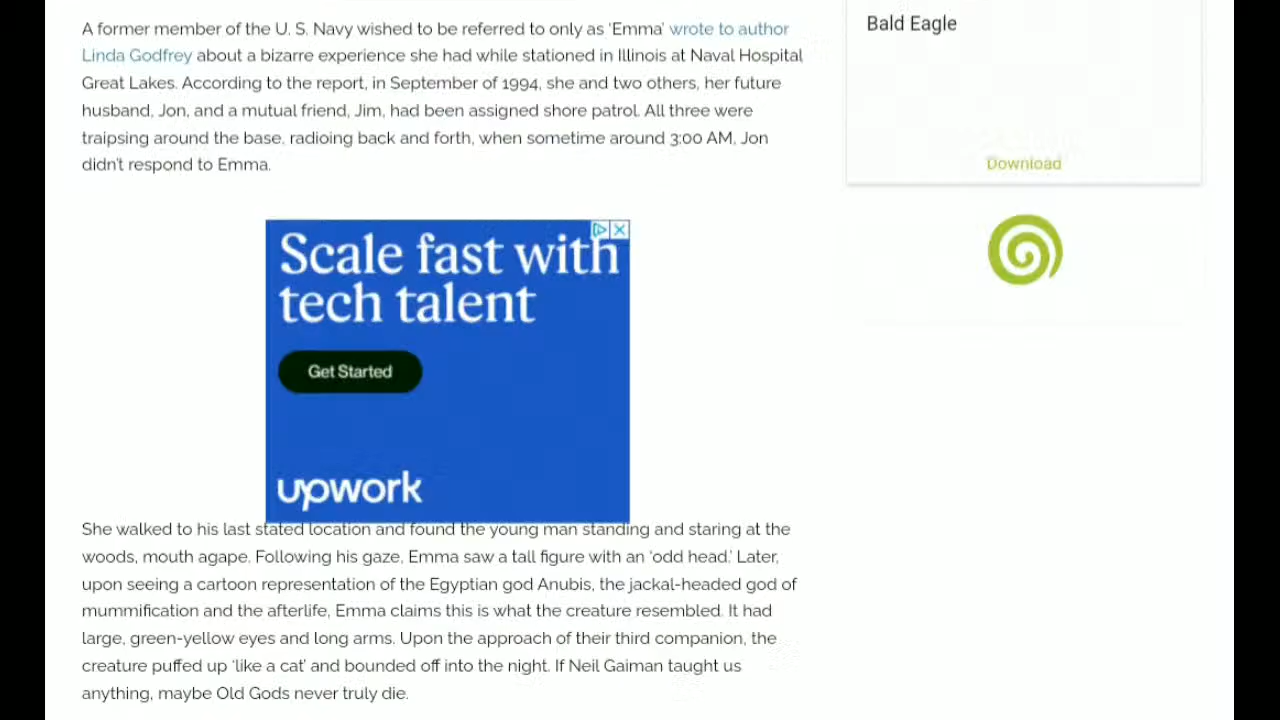 A former member of the U. S. Navy wished to be referred to only as ‘Emma’ wrote to author
Linda Godfrey about a bizarre experience she had while stationed in Illinois at Naval Hospital
Great Lakes. According to the report, in September of 1994, she and two others, her future
husband, Jon, and a mutual friend, Jim, had been assigned shore patrol. All three were
traipsing around the base, radioing back and forth, when sometime around 3:00 AM, Jon
didn’t respond to Emma.
Scale fast with
tech talent
Get Started
upwork
She walked to his last stated location and found the young man standing and staring at the
woods, mouth agape. Following his gaze, Emma saw a tall figure with an ‘odd head.’ Later,
upon seeing a cartoon representation of the Egyptian god Anubis, the jackal-headed god of
mummification and the afterlife, Emma claims this is what the creature resembled. It had
large, green-yellow eyes and long arms. Upon the approach of their third companion, the
creature puffed up ‘like a cat’ and bounded off into the night. If Neil Gaiman taught us
anything, maybe Old Gods never truly die.
Bald Eagle
Download